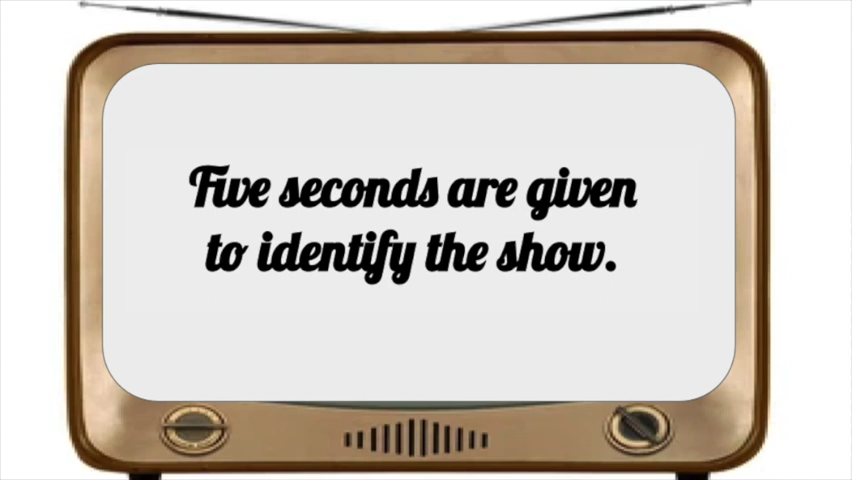 Five seconds are given
to identify the show.